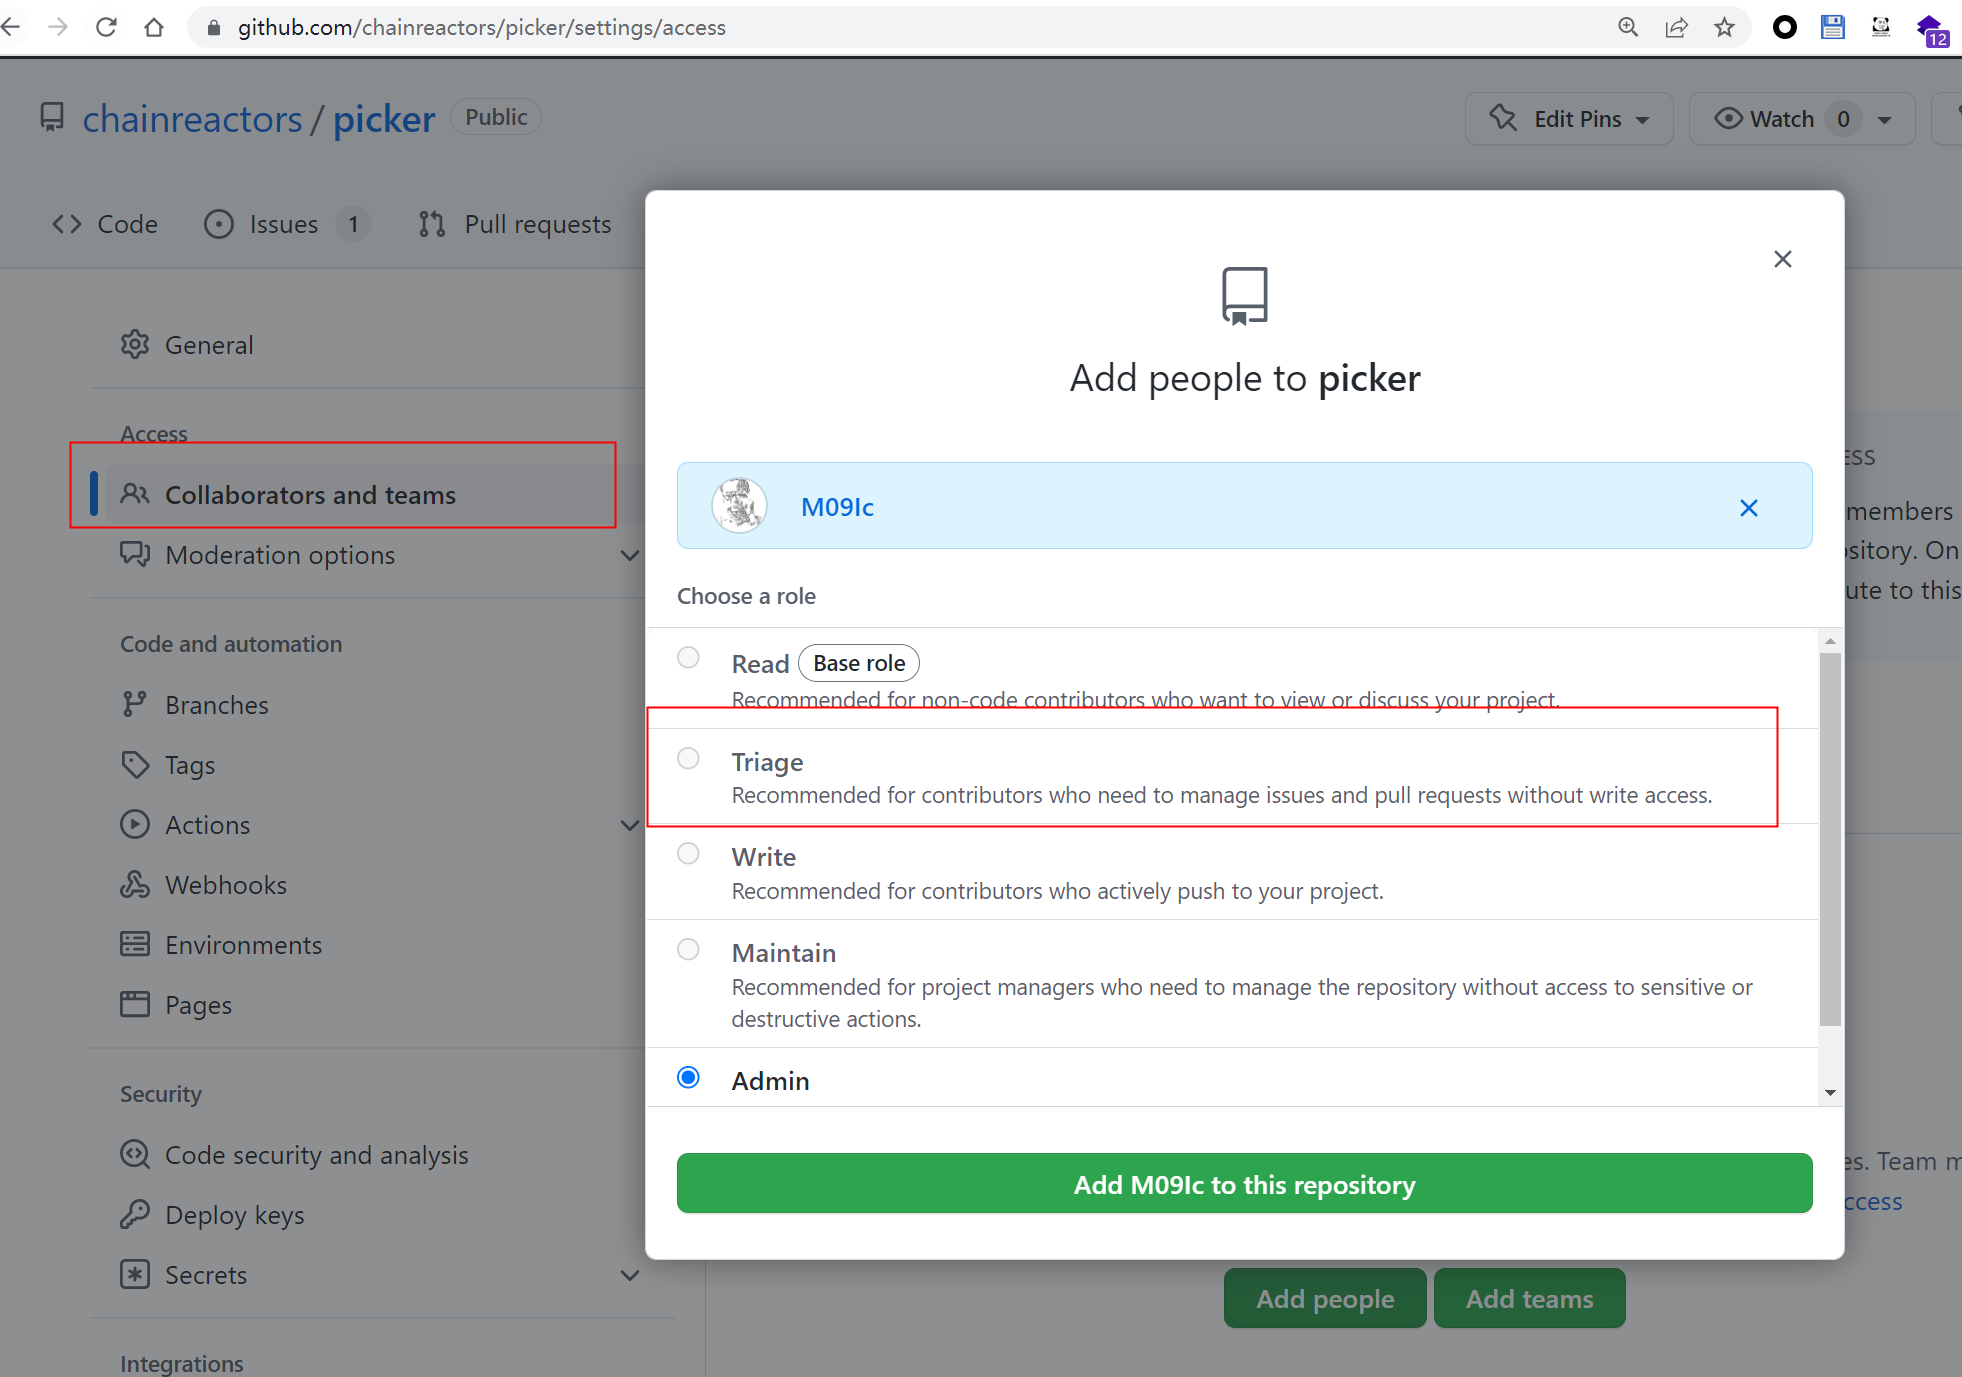 github.com/chainreactors/picker/settings/access
12
chainreactors / picker Public
Edit Pins
Watch 0
Code
Issues 1
Pull requests
General
Access
Collaborators and teams
Moderation options
Code and automation
Branches
Tags
Actions
Webhooks
Environments
Pages
Security
Code security and analysis
Deploy keys
Secrets
Integrations
Add people to picker
M09Ic
Choose a role
Read Base role
Recommended for non-code contributors who want to view or discuss your project.
Triage
Recommended for contributors who need to manage issues and pull requests without write access.
Write
Recommended for contributors who actively push to your project.
Maintain
Recommended for project managers who need to manage the repository without access to sensitive or
destructive actions.
Admin
Add M09Ic to this repository
members
On
to this
Team
Add people
Add teams